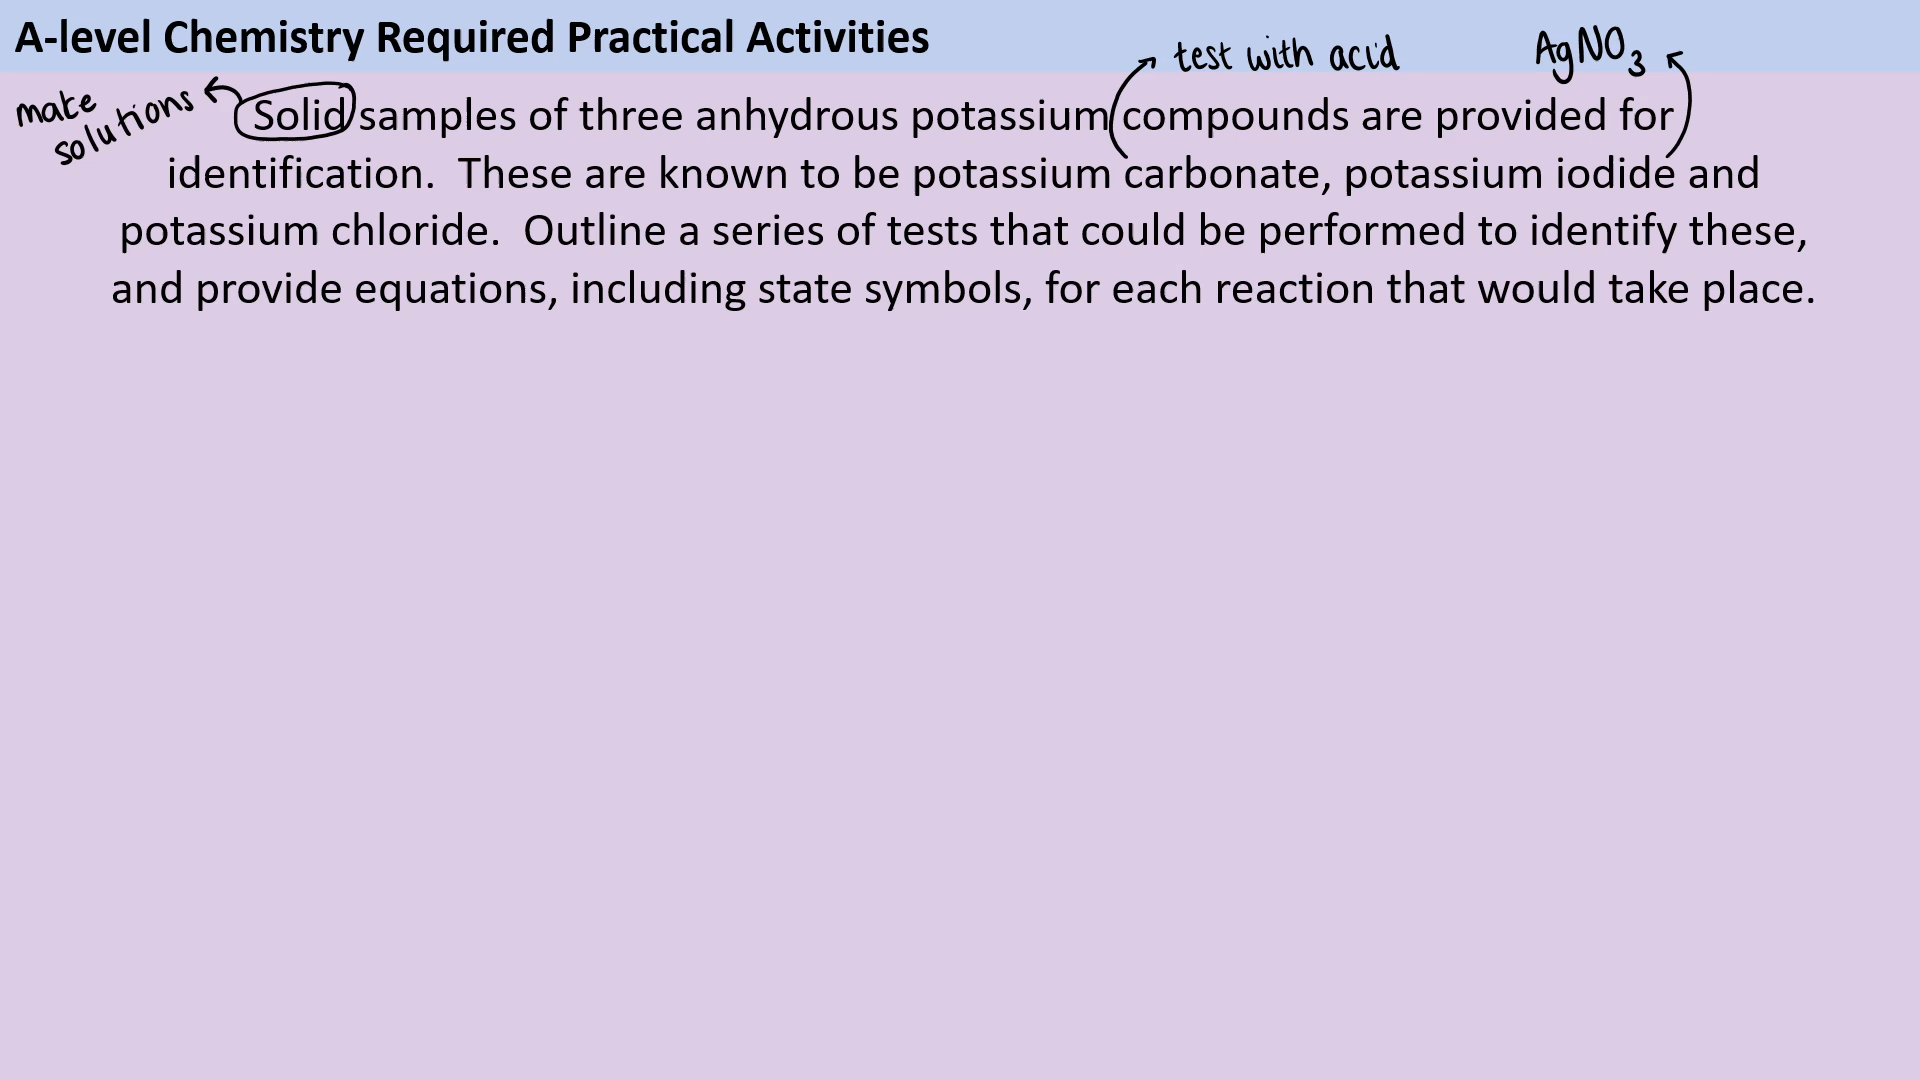 A-level Chemistry Required Practical Activities
test with acid
AgNO3
make solutions
Solid samples of three anhydrous potassium compounds are provided for
identification. These are known to be potassium carbonate, potassium iodide and
potassium chloride. Outline a series of tests that could be performed to identify these,
and provide equations, including state symbols, for each reaction that would take place.